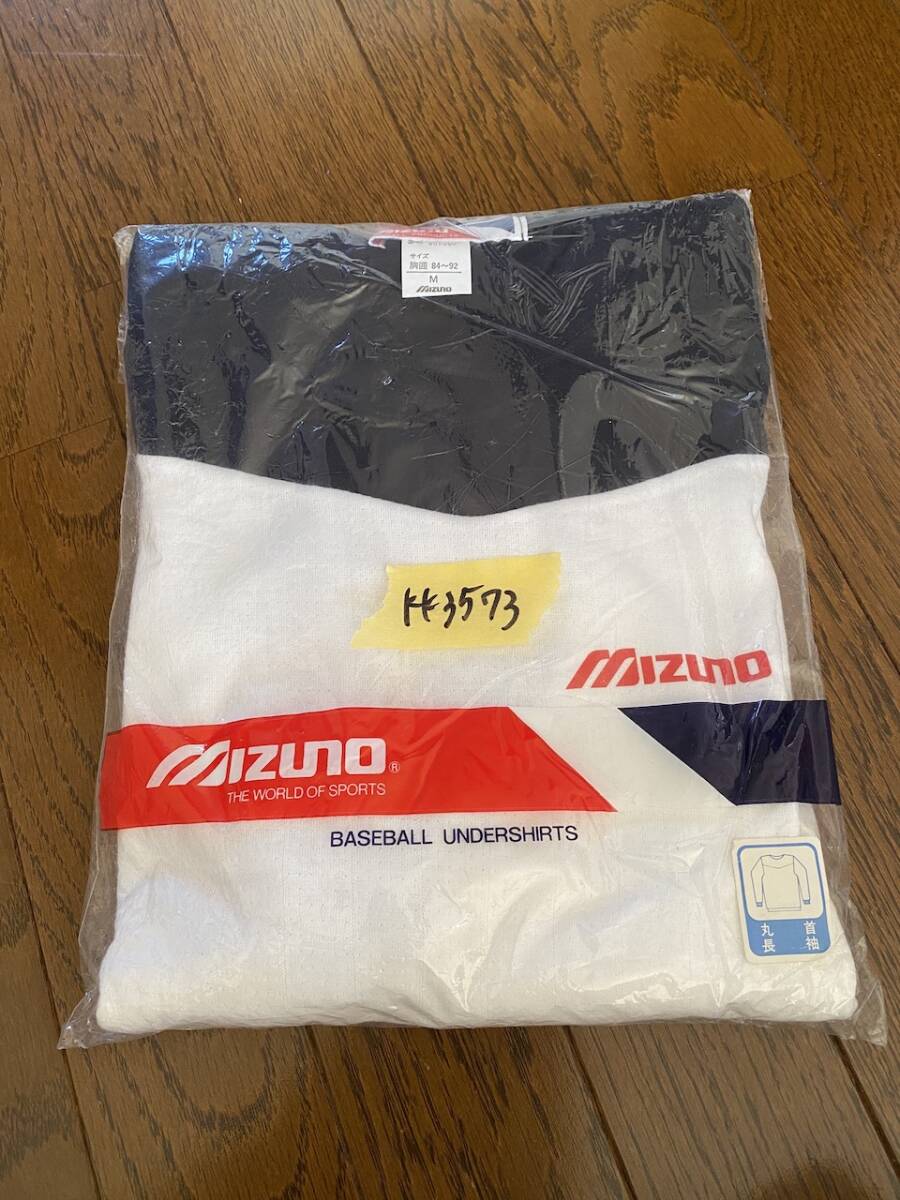 MIZUNO
サイズ
胸囲 84〜92
M
MIZUNO
MIZUNO
MIZUNO®
THE WORLD OF SPORTS
BASEBALL UNDERSHIRTS
丸首
長袖